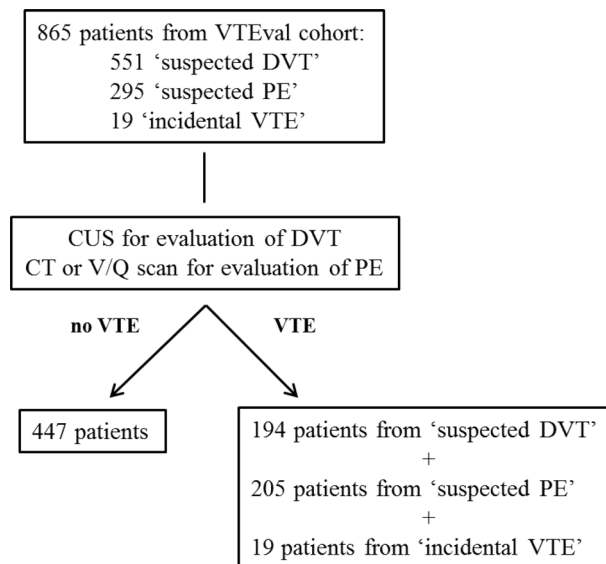 865 patients from VTEval cohort:
551 ‘suspected DVT’
295 ‘suspected PE’
19 ‘incidental VTE’
CUS for evaluation of DVT
CT or V/Q scan for evaluation of PE
no VTE
VTE
447 patients
194 patients from ‘suspected DVT’
+
205 patients from ‘suspected PE’
+
19 patients from ‘incidental VTE’